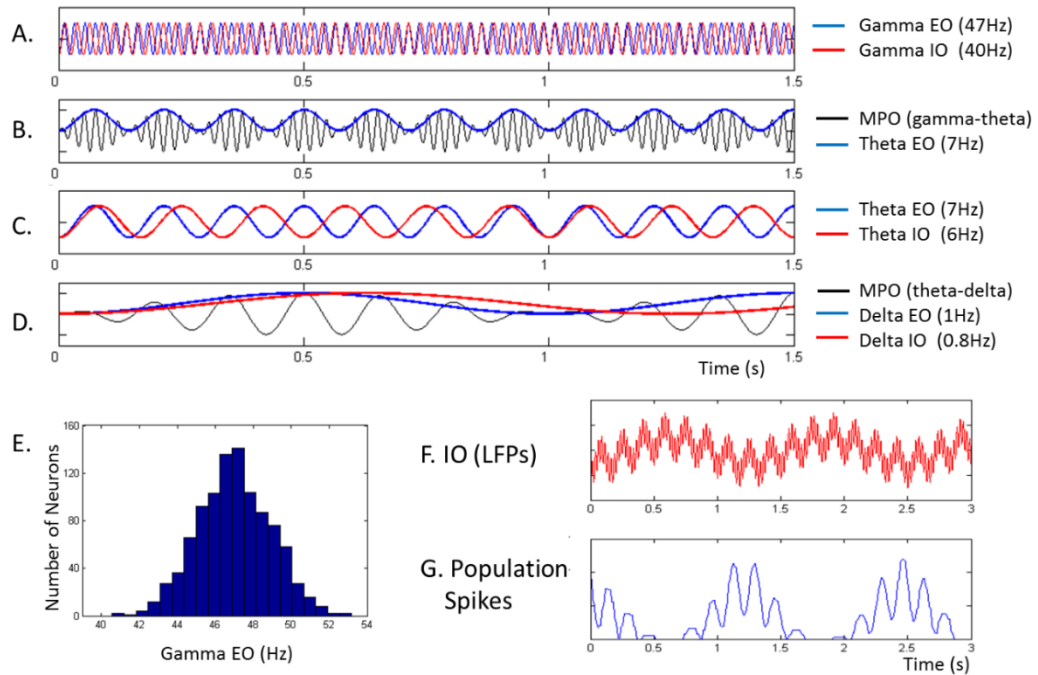 A.
Gamma EO (47Hz)
Gamma IO (40Hz)
0 0.5 1 1.5
B.
MPO (gamma-theta)
Theta EO (7Hz)
0 0.5 1 1.5
C.
Theta EO (7Hz)
Theta IO (6Hz)
0 0.5 1 1.5
D.
MPO (theta-delta)
Delta EO (1Hz)
Delta IO (0.8Hz)
0 0.5 1 1.5
Time (s)
E.
Number of Neurons
160
120
80
40
0
40 42 44 46 48 50 52 54
Gamma EO (Hz)
F. IO (LFPs)
0 0.5 1 1.5 2 2.5 3
G. Population
Spikes
0 0.5 1 1.5 2 2.5 3
Time (s)